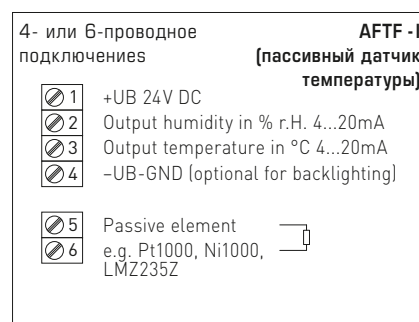 4- или 6-проводное
подключениеs
AFTF - I
(пассивный датчик
температуры)
1 +UB 24V DC
2 Output humidity in % r.H. 4...20mA
3 Output temperature in °C 4...20mA
4 –UB-GND (optional for backlighting)
5 Passive element
6 e.g. Pt1000, Ni1000,
LMZ235Z